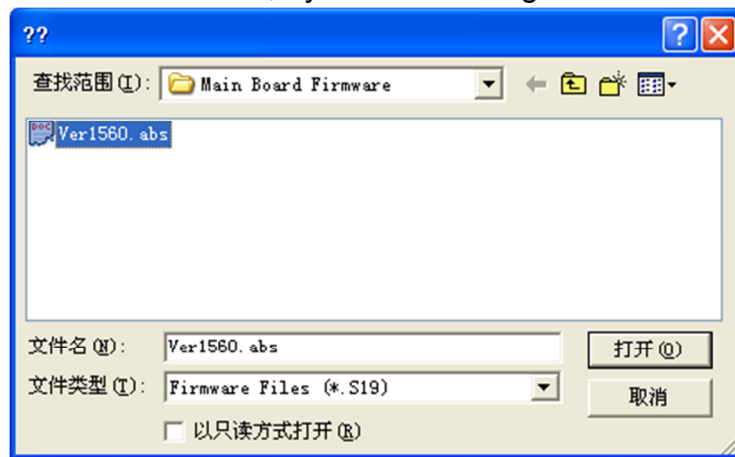 ??
查找范围(I): Main Board Firmware
Ver1560.abs
文件名(N): Ver1560.abs 打开(O)
文件类型(T): Firmware Files (*.S19) 取消
以只读方式打开(R)